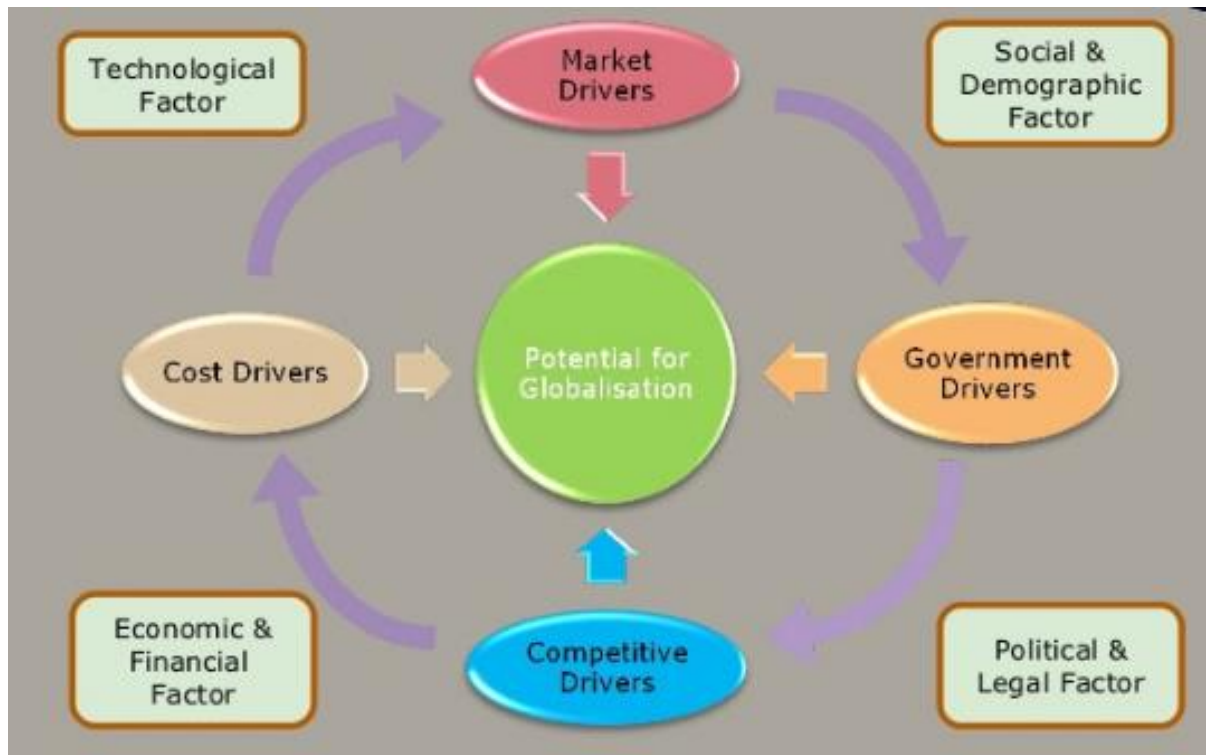 Technological
Factor
Market
Drivers
Social &
Demographic
Factor
Cost Drivers
Potential for
Globalisation
Government
Drivers
Economic &
Financial
Factor
Competitive
Drivers
Political &
Legal Factor